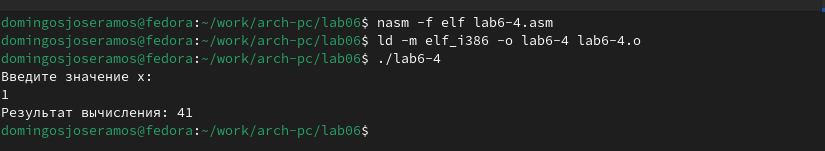 domingosjoseramos@fedora:~/work/arch-pc/lab06$ nasm -f elf lab6-4.asm
domingosjoseramos@fedora:~/work/arch-pc/lab06$ ld -m elf_i386 -o lab6-4 lab6-4.o
domingosjoseramos@fedora:~/work/arch-pc/lab06$ ./lab6-4
Введите значение x:
1
Результат вычисления: 41
domingosjoseramos@fedora:~/work/arch-pc/lab06$